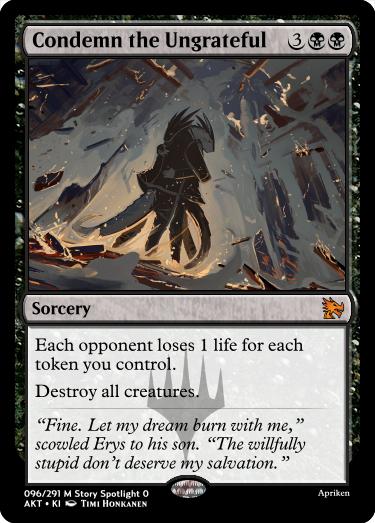 Condemn the Ungrateful 3
Sorcery
Each opponent loses 1 life for each
token you control.
Destroy all creatures.
“Fine. Let my dream burn with me,”
scowled Erys to his son. “The willfully
stupid don’t deserve my salvation.”
096/291 M Story Spotlight 0
AKT • KI Timi Honkanen
Apriken